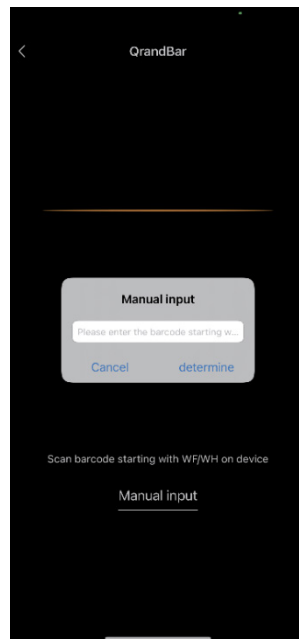 QrandBar
Manual input
Please enter the barcode starting w...
Cancel determine
Scan barcode starting with WF/WH on device
Manual input